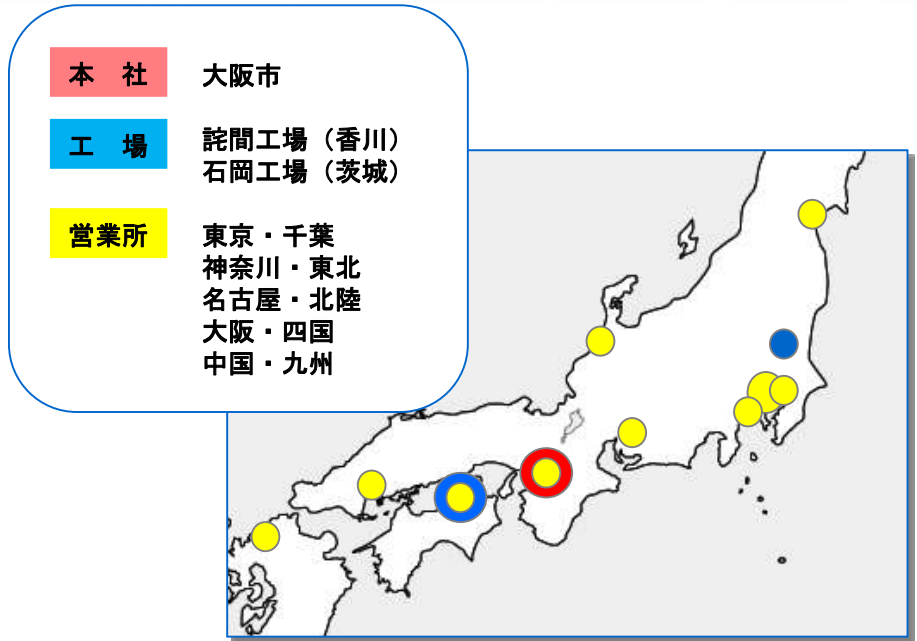 本　社　大阪市
工　場　詫間工場（香川）
石岡工場（茨城）
営業所　東京・千葉
神奈川・東北
名古屋・北陸
大阪・四国
中国・九州